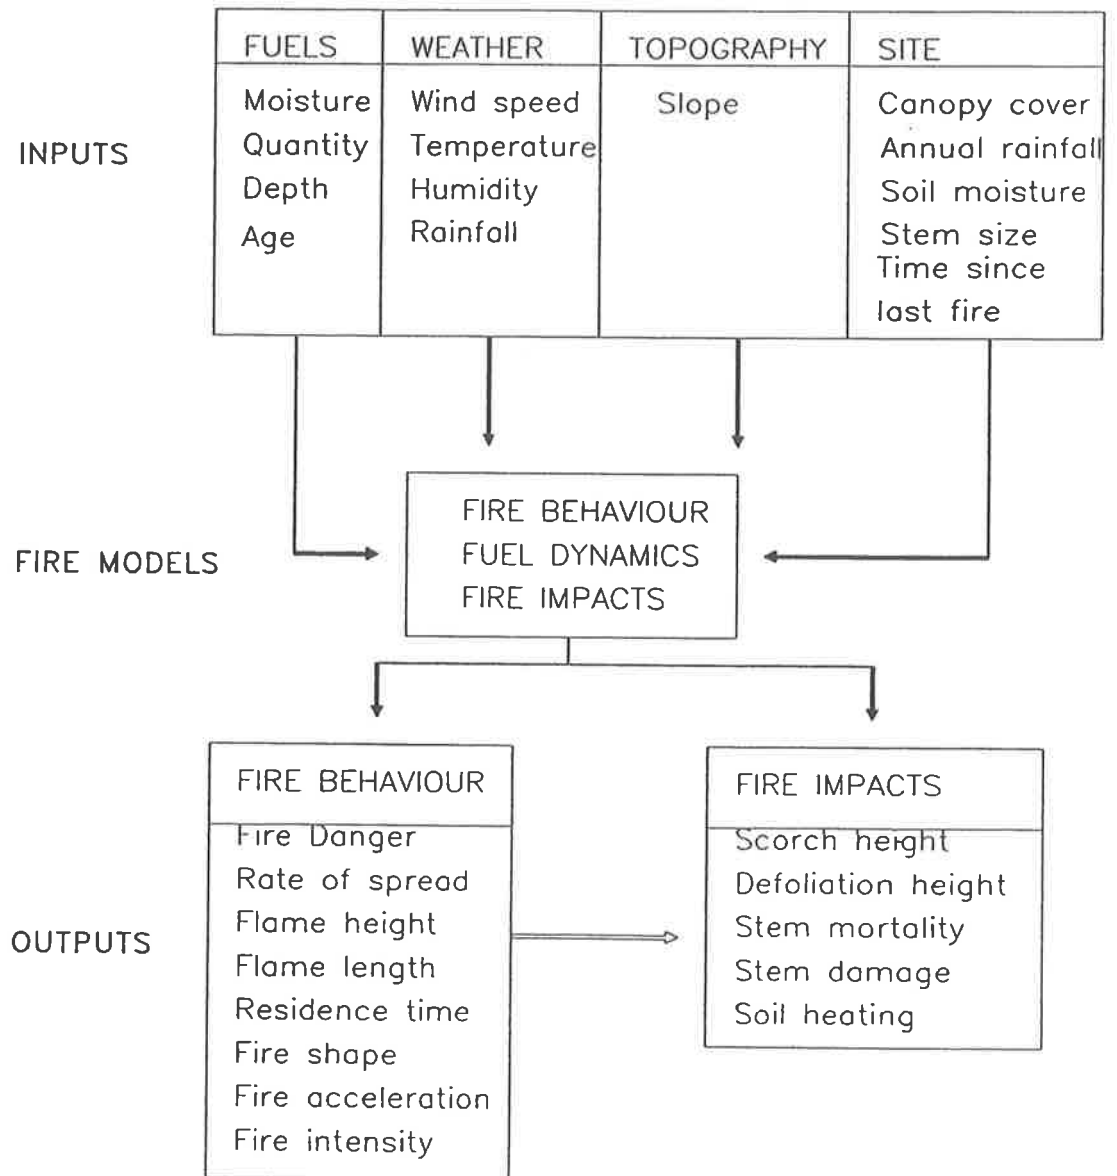 FUELS
WEATHER
TOPOGRAPHY
SITE
INPUTS
Moisture
Quantity
Depth
Age
Wind speed
Temperature
Humidity
Rainfall
Slope
Canopy cover
Annual rainfall
Soil moisture
Stem size
Time since
last fire
FIRE MODELS
FIRE BEHAVIOUR
FUEL DYNAMICS
FIRE IMPACTS
OUTPUTS
FIRE BEHAVIOUR
Fire Danger
Rate of spread
Flame height
Flame length
Residence time
Fire shape
Fire acceleration
Fire intensity
FIRE IMPACTS
Scorch height
Defoliation height
Stem mortality
Stem damage
Soil heating